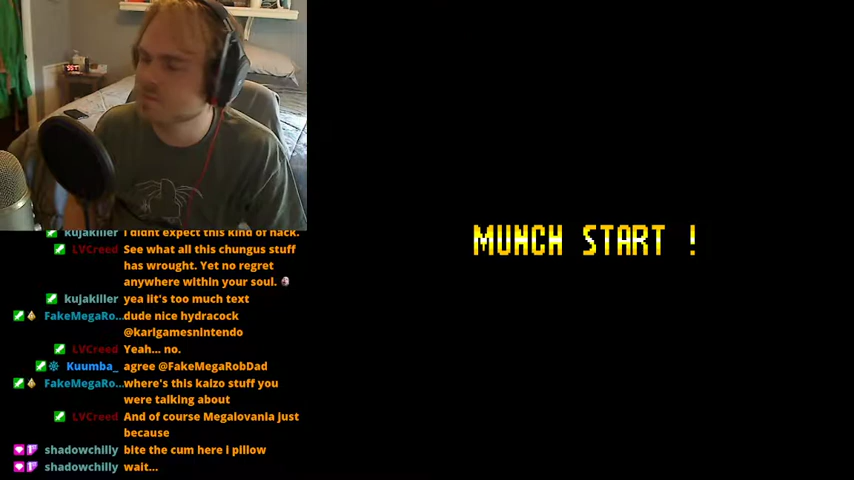 kujakiller i didnt expect this kind of hack.
LVCreed See what all this chungus stuff
has wrought. Yet no regret
anywhere within your soul.
kujakiller yea iit's too much text
FakeMegaRo... dude nice hydracock
@karlgamesnintendo
LVCreed Yeah... no.
Kuumba_ agree @FakeMegaRobDad
FakeMegaRo... where's this kaizo stuff you
were talking about
LVCreed And of course Megalovania just
because
shadowchilly bite the cum here I pillow
shadowchilly wait...
MUNCH START !